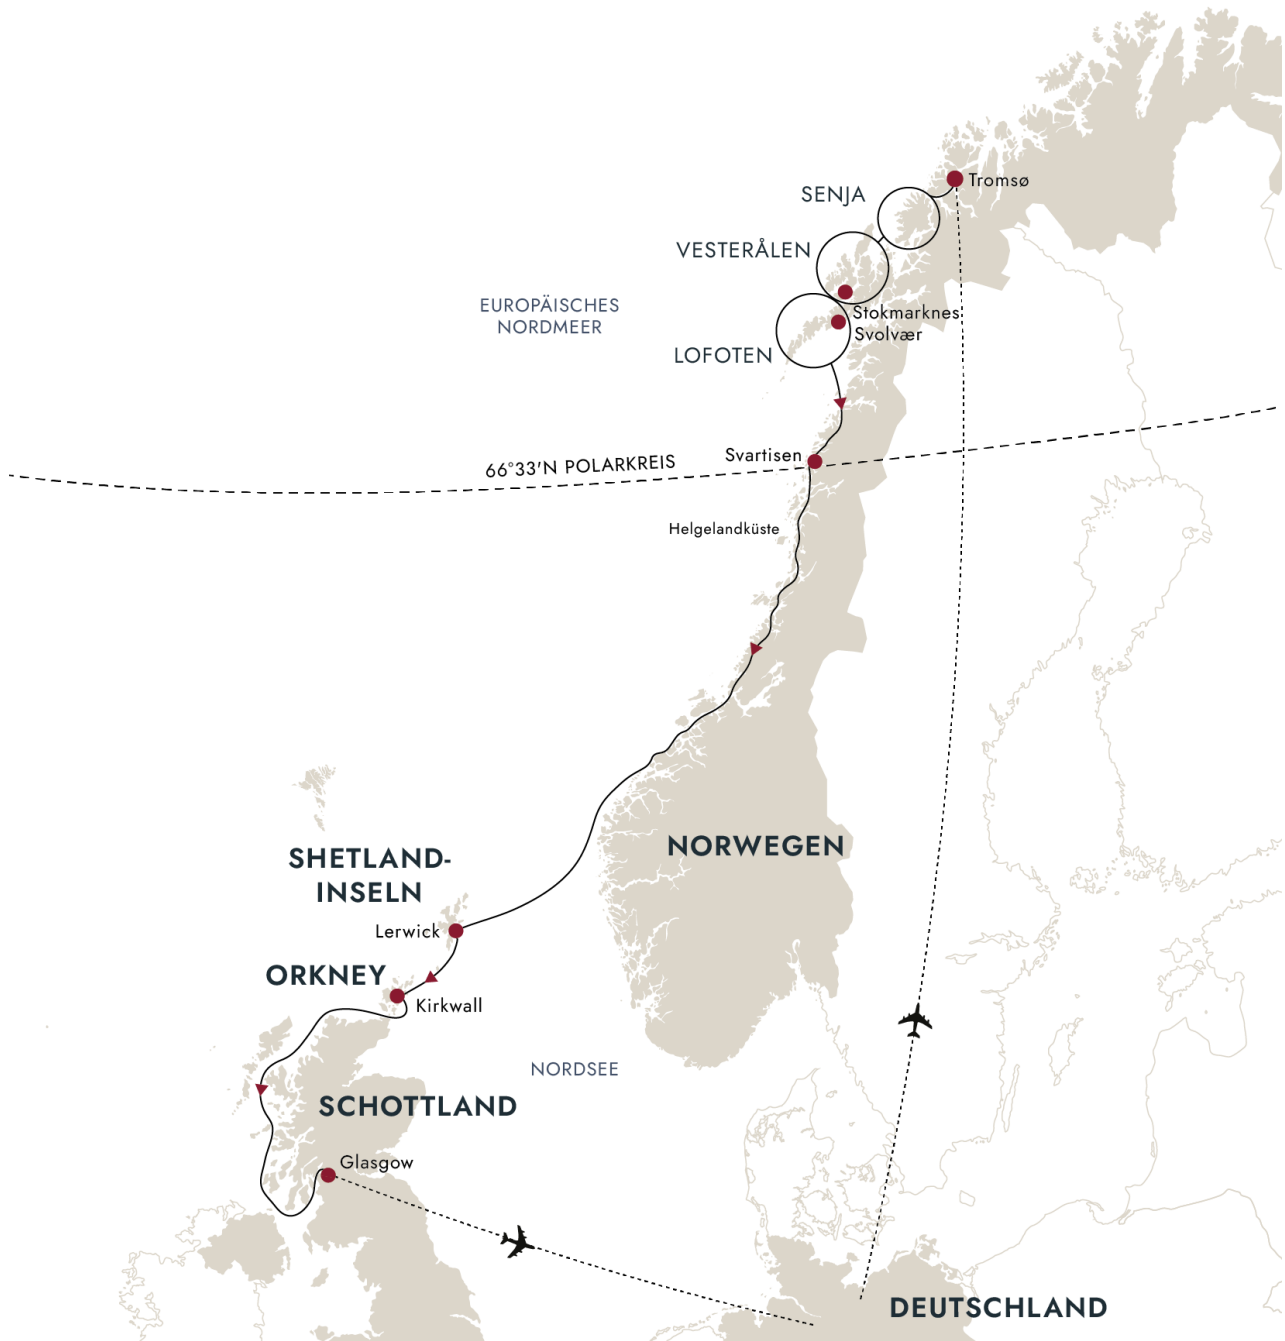 Tromsø
SENJA
VESTERÅLEN
EUROPÄISCHES
NORDMEER
Stokmarknes
Svolvær
LOFOTEN
Svartisen
66°33'N POLARKREIS
Helgelandküste
NORWEGEN
SHETLAND-
INSELN
Lerwick
ORKNEY
Kirkwall
NORDSEE
SCHOTTLAND
Glasgow
DEUTSCHLAND